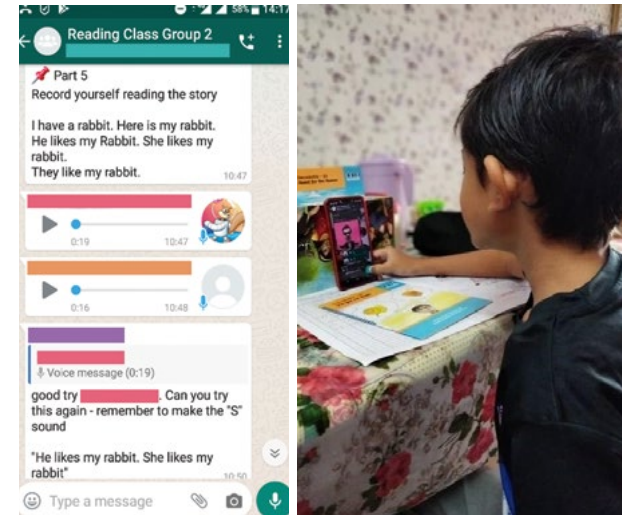 58% 14:17
Reading Class Group 2
Part 5
Record yourself reading the story
I have a rabbit. Here is my rabbit.
He likes my Rabbit. She likes my
rabbit.
They like my rabbit.
10:47
0:19 10:47
0:16 10:48
Voice message (0:19)
good try . Can you try
this again - remember to make the "S"
sound
"He likes my rabbit. She likes my
rabbit"
10:50
Type a message